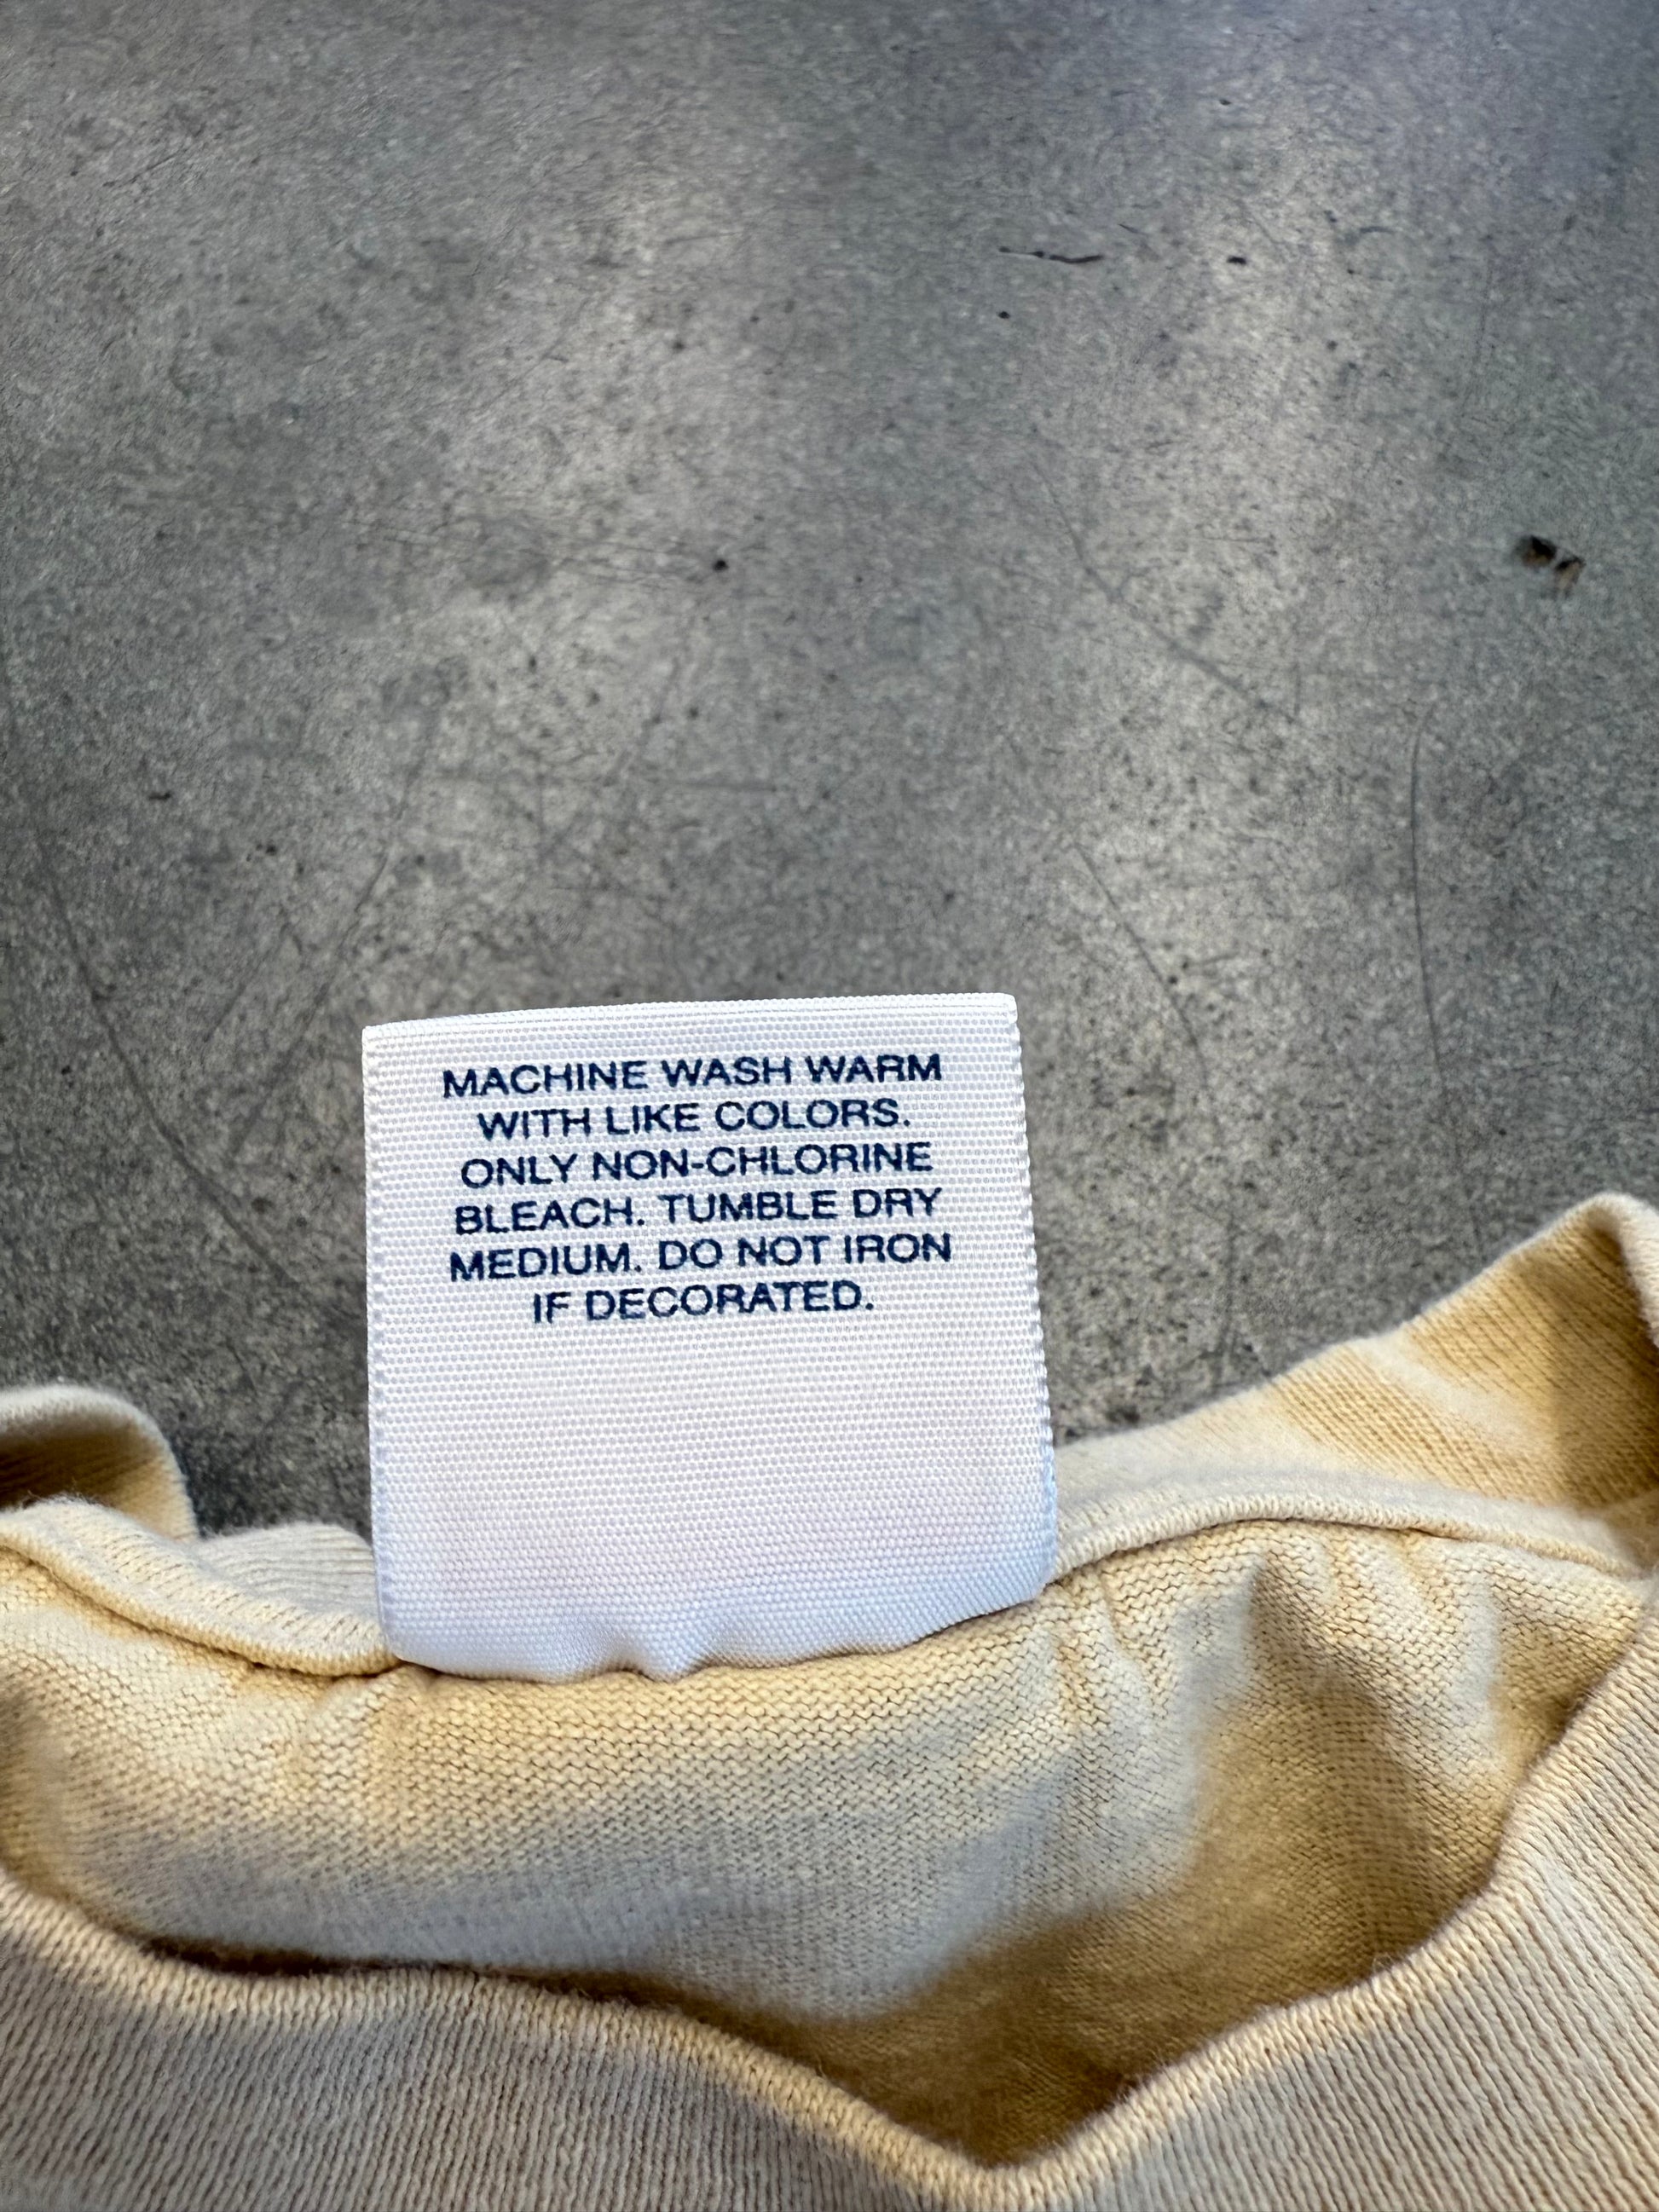 MACHINE WASH WARM
WITH LIKE COLORS.
ONLY NON-CHLORINE
BLEACH. TUMBLE DRY
MEDIUM. DO NOT IRON
IF DECORATED.